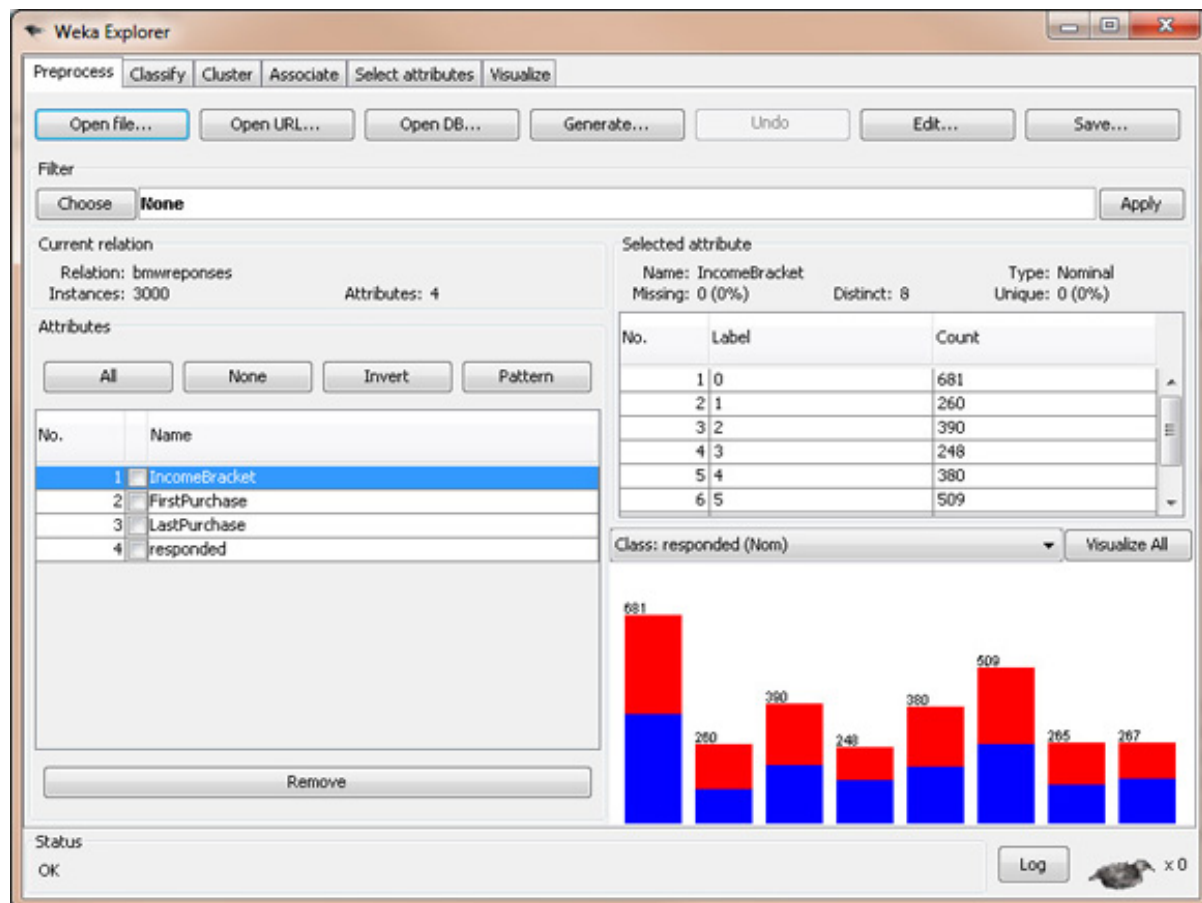 Weka Explorer
Preprocess Classify Cluster Associate Select attributes Visualize
Open file... Open URL... Open DB... Generate... Undo Edit... Save...
Filter
Choose None Apply
Current relation
Relation: bmwreponses
Instances: 3000 Attributes: 4
Attributes
All None Invert Pattern
No. Name
1 IncomeBracket
2 FirstPurchase
3 LastPurchase
4 responded
Remove
Selected attribute
Name: IncomeBracket Type: Nominal
Missing: 0 (0%) Distinct: 8 Unique: 0 (0%)
No. Label Count
1 0 681
2 1 260
3 2 390
4 3 248
5 4 380
6 5 509
Class: responded (Nom) Visualize All
681 260 390 248 380 509 265 267
Status
OK Log x 0